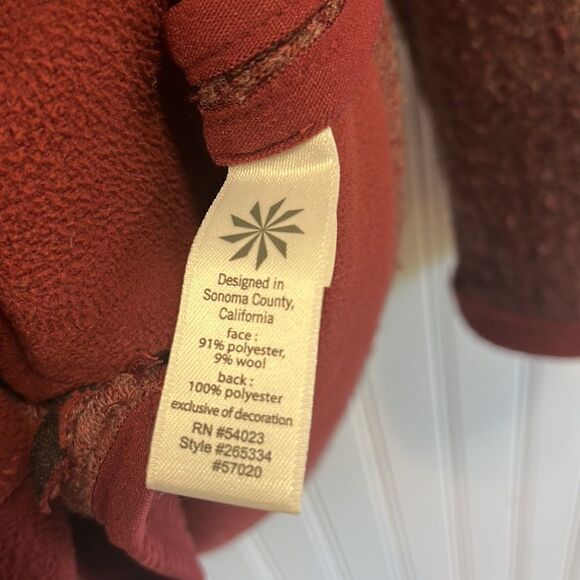 Designed in
Sonoma County,
California
face :
91% polyester,
9% wool
back :
100% polyester
exclusive of decoration
RN #54023
Style #265334
#57020